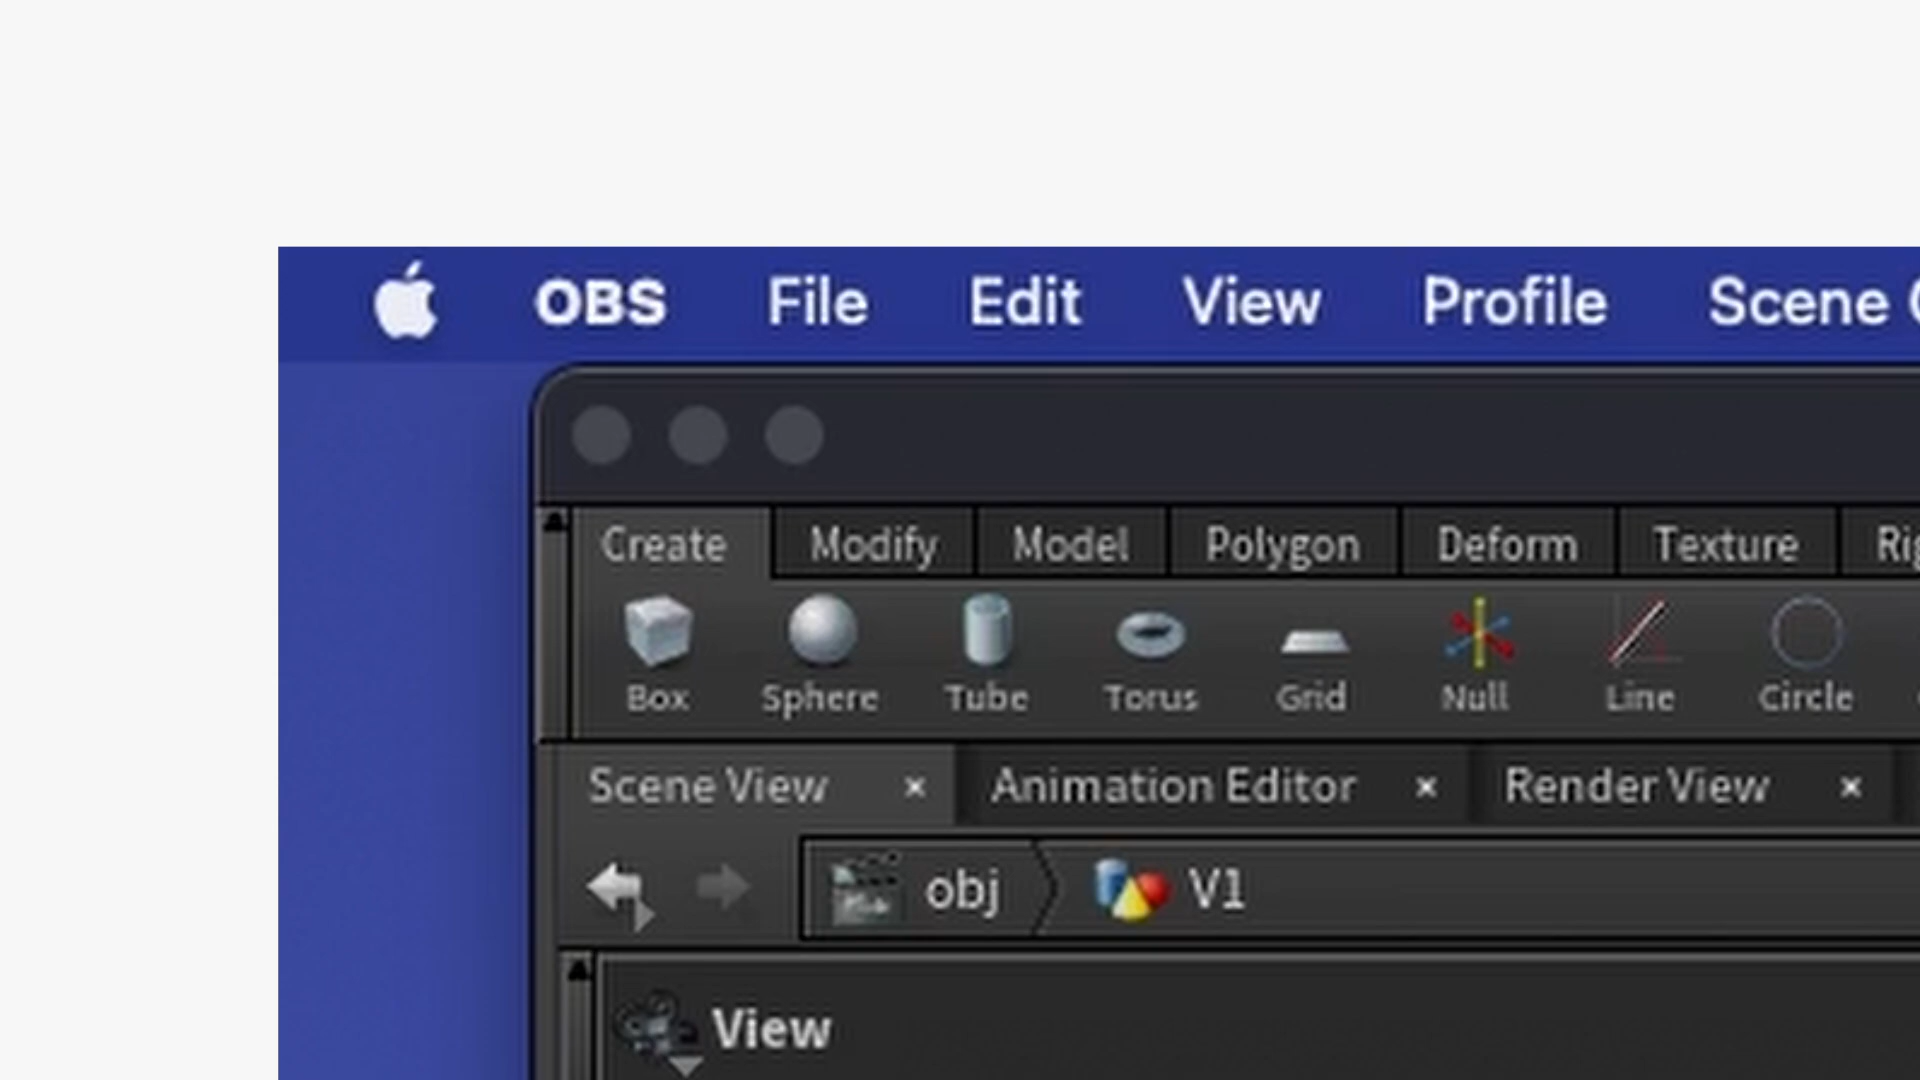 OBS File Edit View Profile Scene
Create Modify Model Polygon Deform Texture
Box Sphere Tube Torus Grid Null Line Circle
Scene View × Animation Editor × Render View ×
obj V1
View